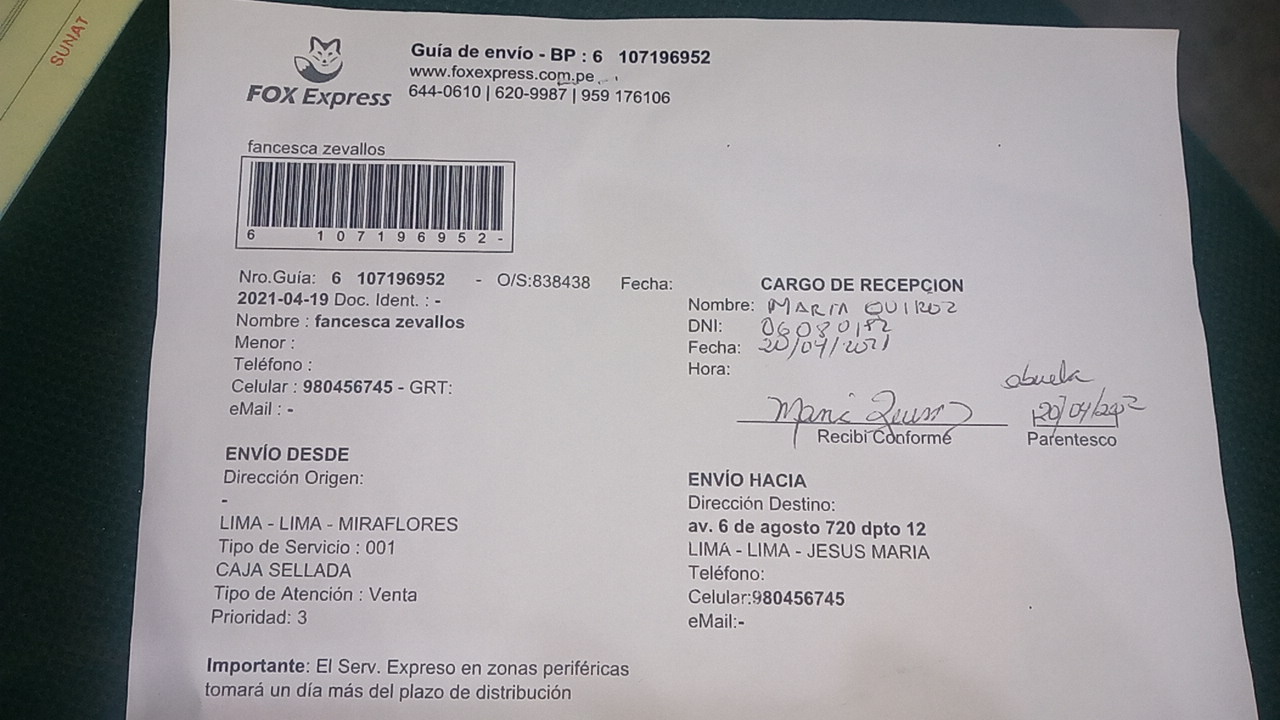 SUNAT
FOX Express
Guía de envío - BP : 6 107196952
www.foxexpress.com.pe
644-0610 | 620-9987 | 959 176106
fancesca zevallos
6 107196952-
Nro.Guía: 6 107196952 - O/S:838438 Fecha:
2021-04-19 Doc. Ident. : -
Nombre : fancesca zevallos
Menor :
Teléfono :
Celular : 980456745 - GRT:
eMail : -
CARGO DE RECEPCION
Nombre: MARIA QUIROZ
DNI: 06080182
Fecha: 20/04/2021
Hora:
abuela
Recibi Conforme
Parentesco
ENVÍO DESDE
Dirección Origen:
-
LIMA - LIMA - MIRAFLORES
Tipo de Servicio : 001
CAJA SELLADA
Tipo de Atención : Venta
Prioridad: 3
ENVÍO HACIA
Dirección Destino:
av. 6 de agosto 720 dpto 12
LIMA - LIMA - JESUS MARIA
Teléfono:
Celular:980456745
eMail:-
Importante: El Serv. Expreso en zonas periféricas
tomará un día más del plazo de distribución